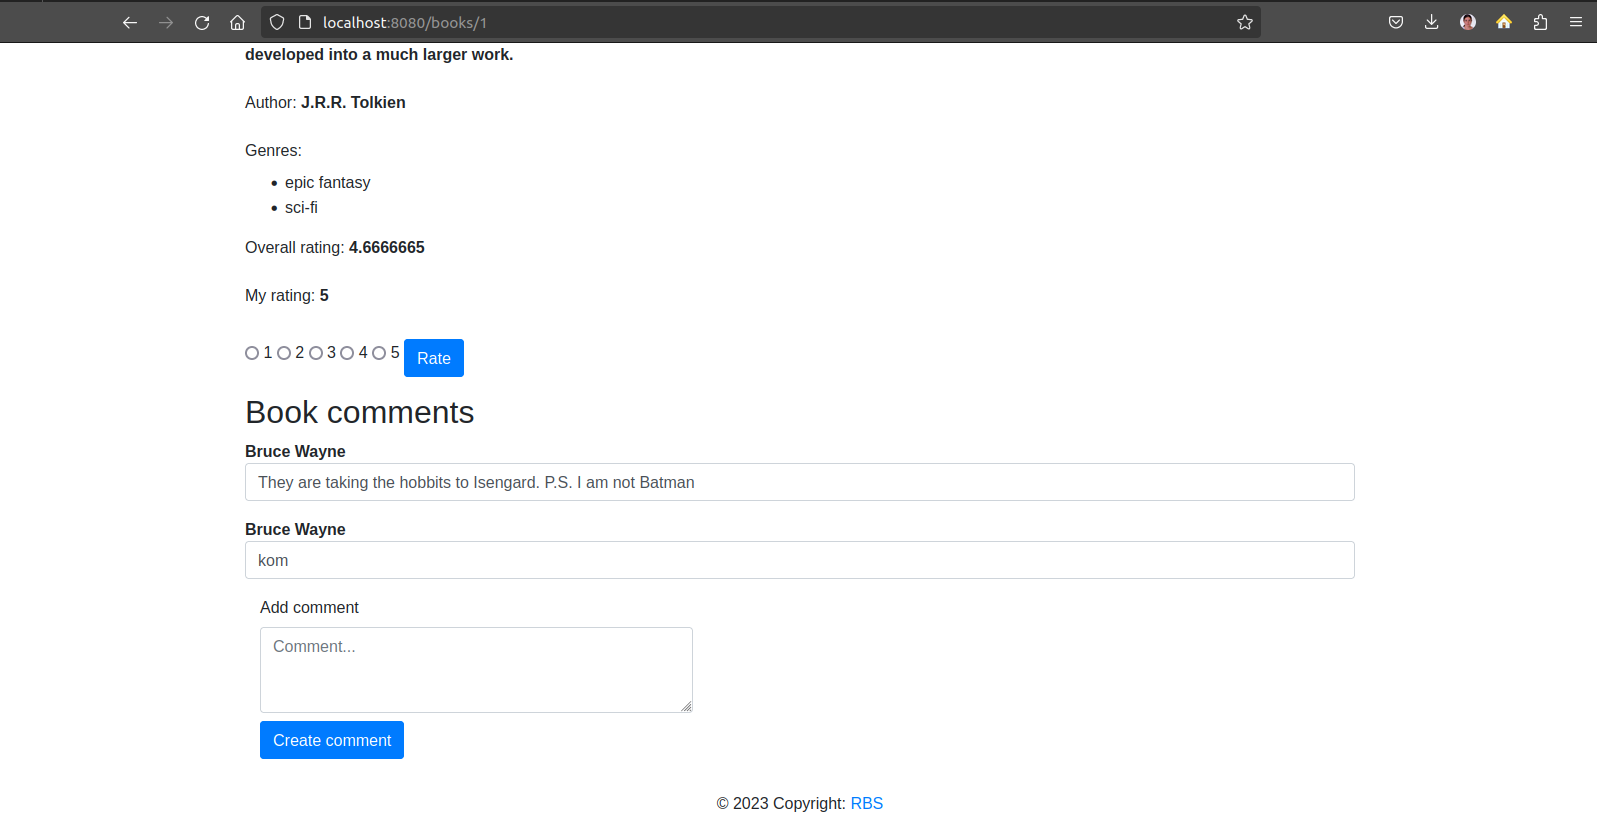 localhost:8080/books/1
developed into a much larger work.
Author: J.R.R. Tolkien
Genres:
• epic fantasy
• sci-fi
Overall rating: 4.6666665
My rating: 5
1 2 3 4 5 Rate
Book comments
Bruce Wayne
They are taking the hobbits to Isengard. P.S. I am not Batman
Bruce Wayne
kom
Add comment
Comment...
Create comment
© 2023 Copyright: RBS